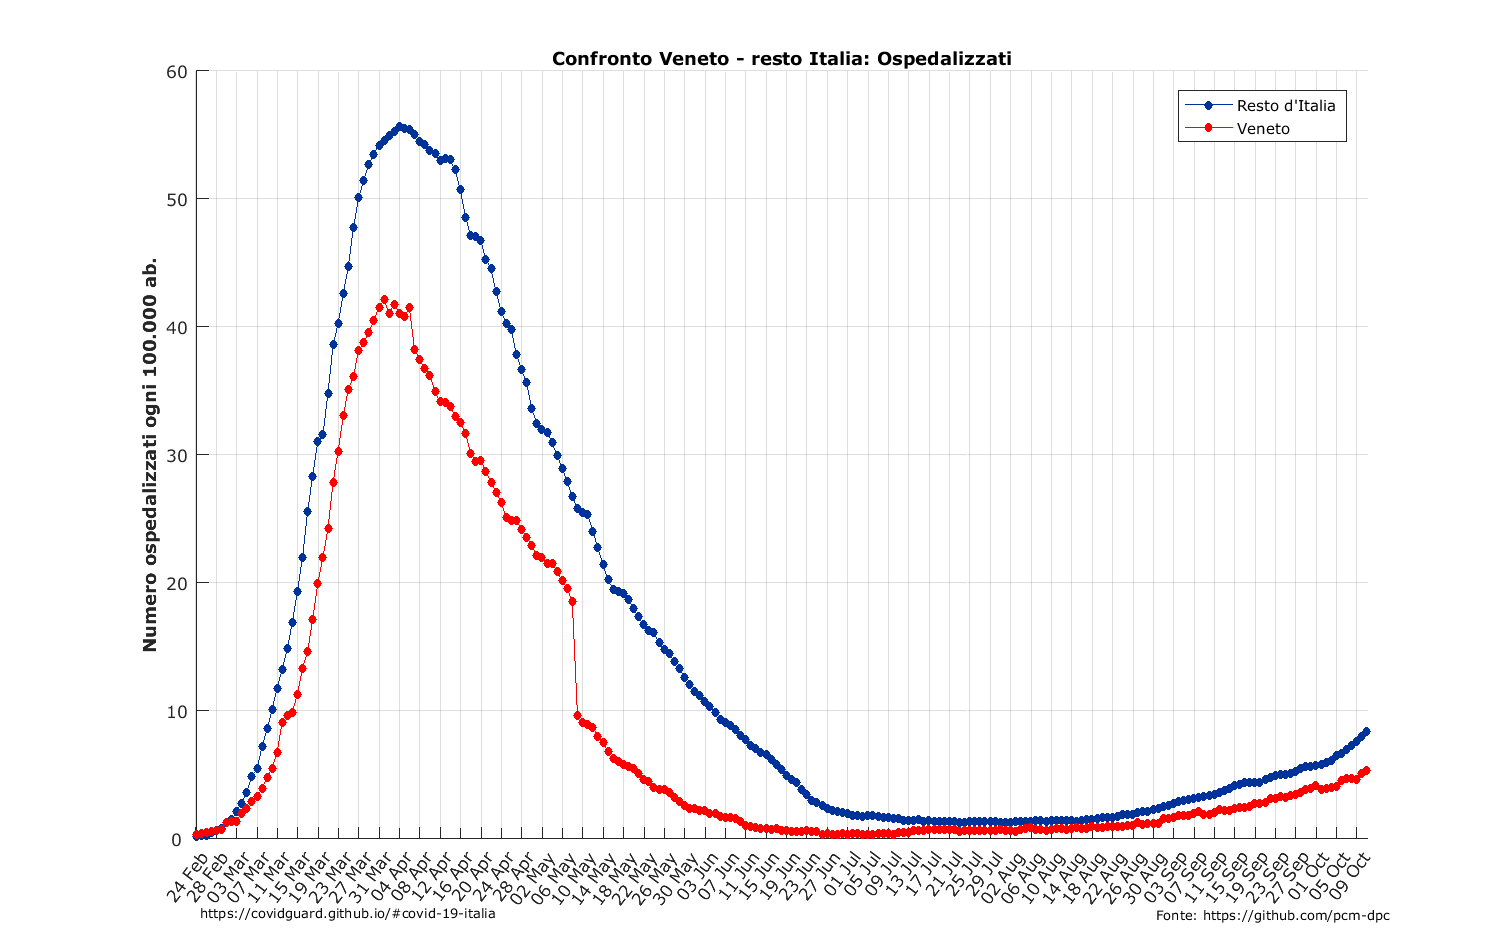 Confronto Veneto - resto Italia: Ospedalizzati
Resto d'Italia
Veneto
Numero ospedalizzati ogni 100.000 ab.
60
50
40
30
20
10
0
24 Feb
28 Feb
03 Mar
07 Mar
11 Mar
15 Mar
19 Mar
23 Mar
27 Mar
31 Mar
04 Apr
08 Apr
12 Apr
16 Apr
20 Apr
24 Apr
28 Apr
02 May
06 May
10 May
14 May
18 May
22 May
26 May
30 May
03 Jun
07 Jun
11 Jun
15 Jun
19 Jun
23 Jun
27 Jun
01 Jul
05 Jul
09 Jul
13 Jul
17 Jul
21 Jul
25 Jul
29 Jul
02 Aug
06 Aug
10 Aug
14 Aug
18 Aug
22 Aug
26 Aug
30 Aug
03 Sep
07 Sep
11 Sep
15 Sep
19 Sep
23 Sep
27 Sep
01 Oct
05 Oct
09 Oct
https://covidguard.github.io/#covid-19-italia
Fonte: https://github.com/pcm-dpc